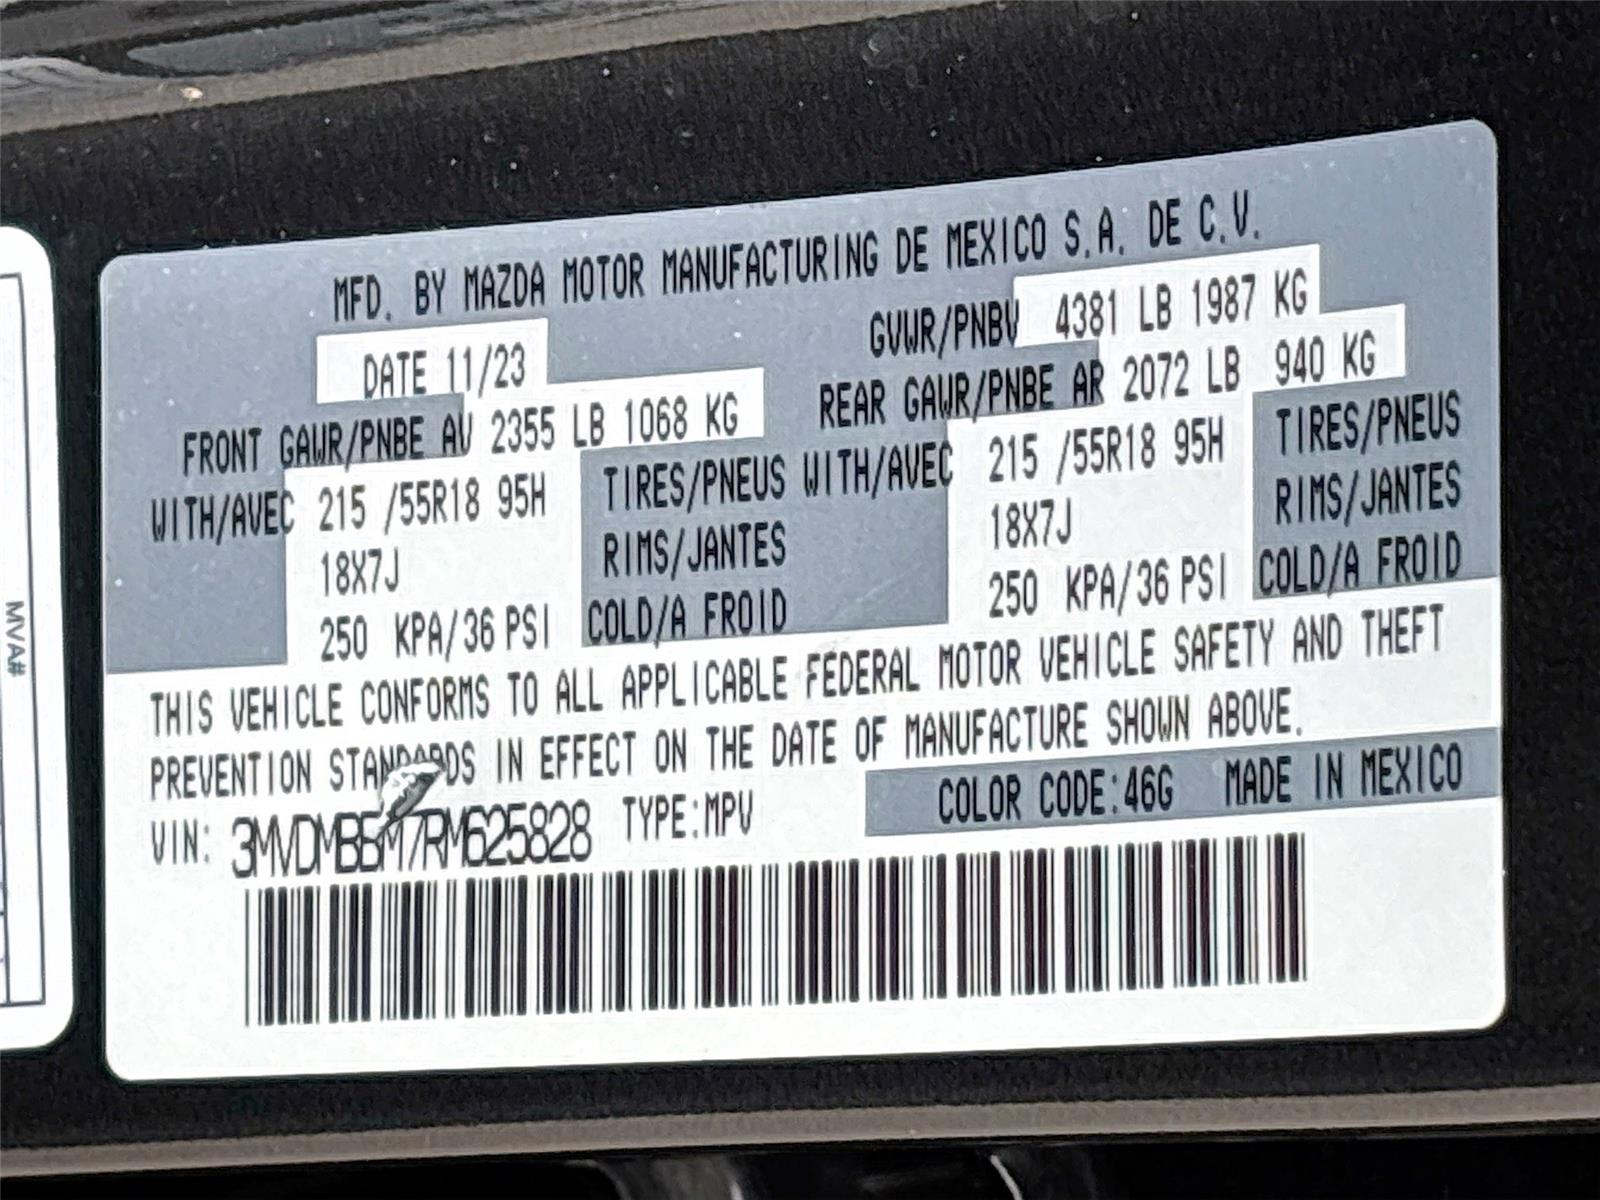 MFD. BY MAZDA MOTOR MANUFACTURING DE MEXICO S.A. DE C.V.
DATE 11/23
GVWR/PNBV 4381 LB 1987 KG
FRONT GAWR/PNBE AV 2355 LB 1068 KG
REAR GAWR/PNBE AR 2072 LB 940 KG
WITH/AVEC 215 /55R18 95H TIRES/PNEUS
18X7J RIMS/JANTES
250 KPA/36 PSI COLD/A FROID
WITH/AVEC 215 /55R18 95H TIRES/PNEUS
18X7J RIMS/JANTES
250 KPA/36 PSI COLD/A FROID
THIS VEHICLE CONFORMS TO ALL APPLICABLE FEDERAL MOTOR VEHICLE SAFETY AND THEFT
PREVENTION STANDARDS IN EFFECT ON THE DATE OF MANUFACTURE SHOWN ABOVE.
COLOR CODE:46G MADE IN MEXICO
VIN: 3MVDMBBM7RM625828 TYPE:MPV
MVA#